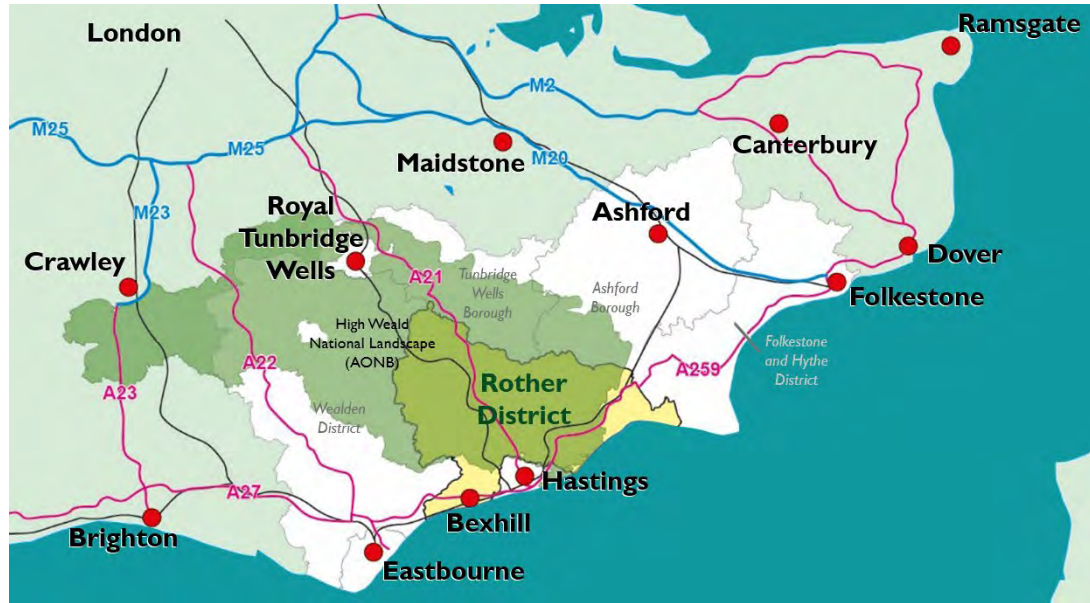 London
Ramsgate
M2
M25
M25
Canterbury
Maidstone
M20
M23
Royal
Tunbridge
Wells
Ashford
Crawley
A21
Tunbridge
Wells
Borough
Ashford
Borough
Dover
Folkestone
High Weald
National Landscape
(AONB)
Folkestone
and Hythe
District
A22
A259
A23
Rother
District
Wealden
District
Hastings
A27
Bexhill
Brighton
Eastbourne